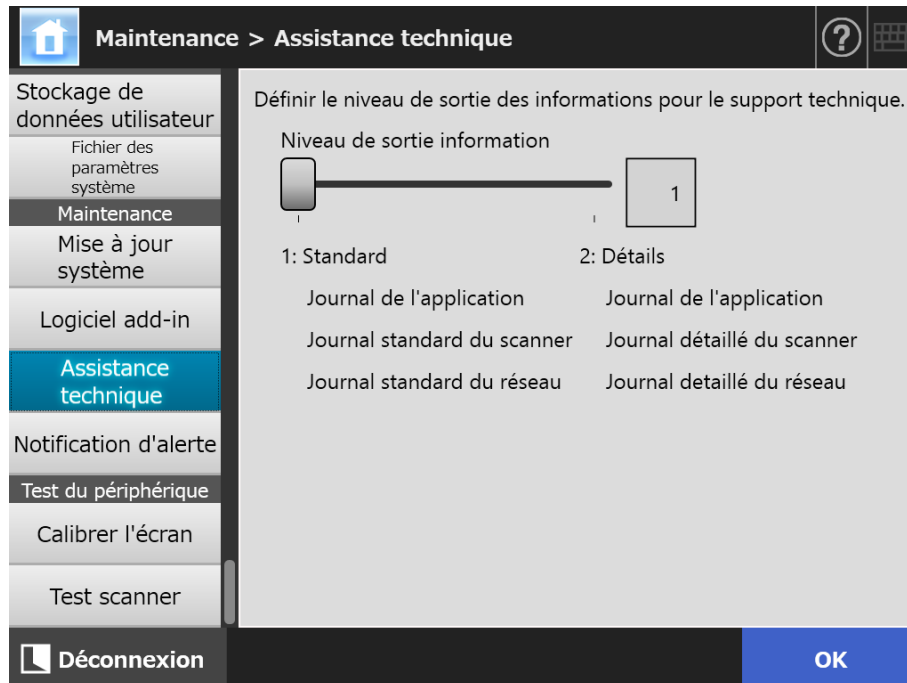 Maintenance > Assistance technique
?
Stockage de
données utilisateur
Fichier des
paramètres
système
Maintenance
Mise à jour
système
Logiciel add-in
Assistance
technique
Notification d'alerte
Test du périphérique
Calibrer l'écran
Test scanner
Définir le niveau de sortie des informations pour le support technique.
Niveau de sortie information
1
1: Standard
Journal de l'application
Journal standard du scanner
Journal standard du réseau
2: Détails
Journal de l'application
Journal détaillé du scanner
Journal detaillé du réseau
Déconnexion
OK